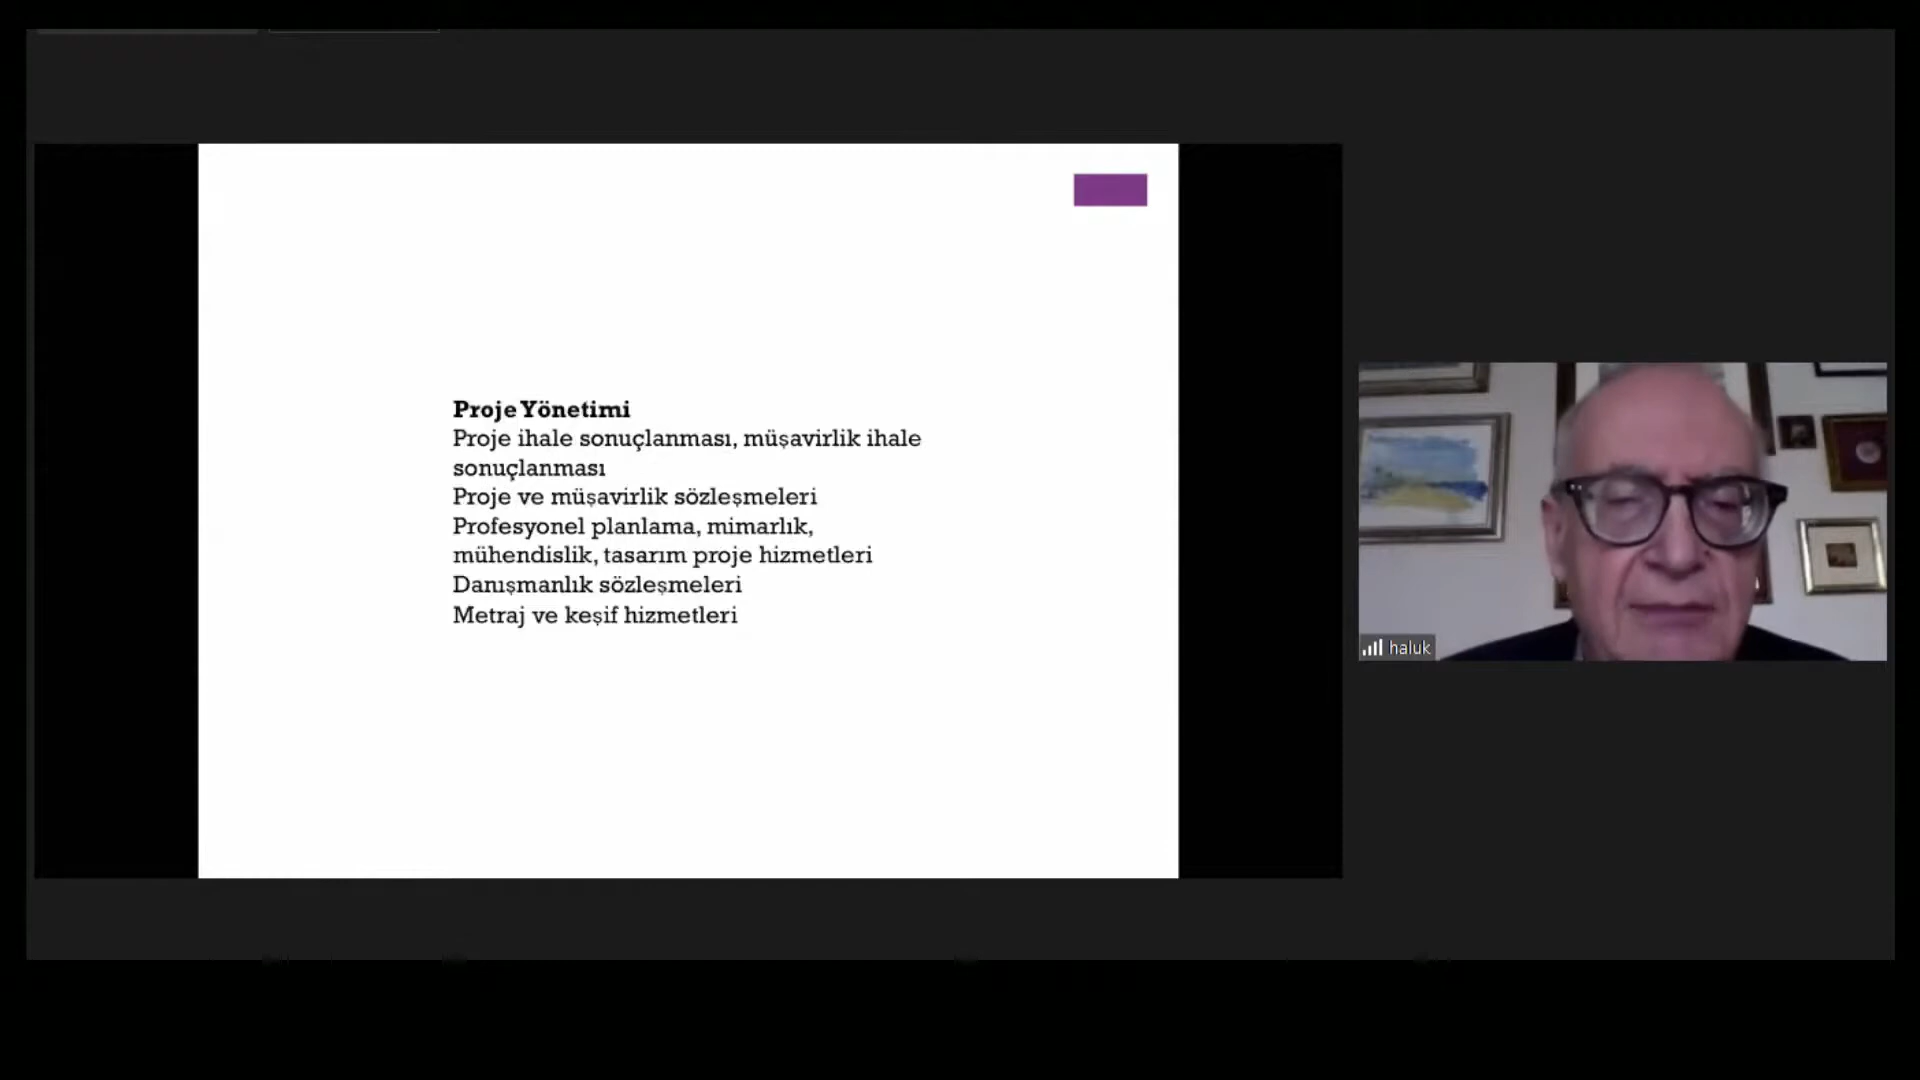 Proje Yönetimi
Proje ihale sonuçlanması, müşavirlik ihale
sonuçlanması
Proje ve müşavirlik sözleşmeleri
Profesyonel planlama, mimarlık,
mühendislik, tasarım proje hizmetleri
Danışmanlık sözleşmeleri
Metraj ve keşif hizmetleri
haluk